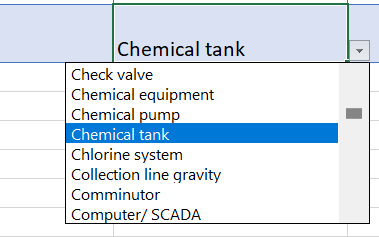 Chemical tank
Check valve
Chemical equipment
Chemical pump
Chemical tank
Chlorine system
Collection line gravity
Comminutor
Computer/ SCADA